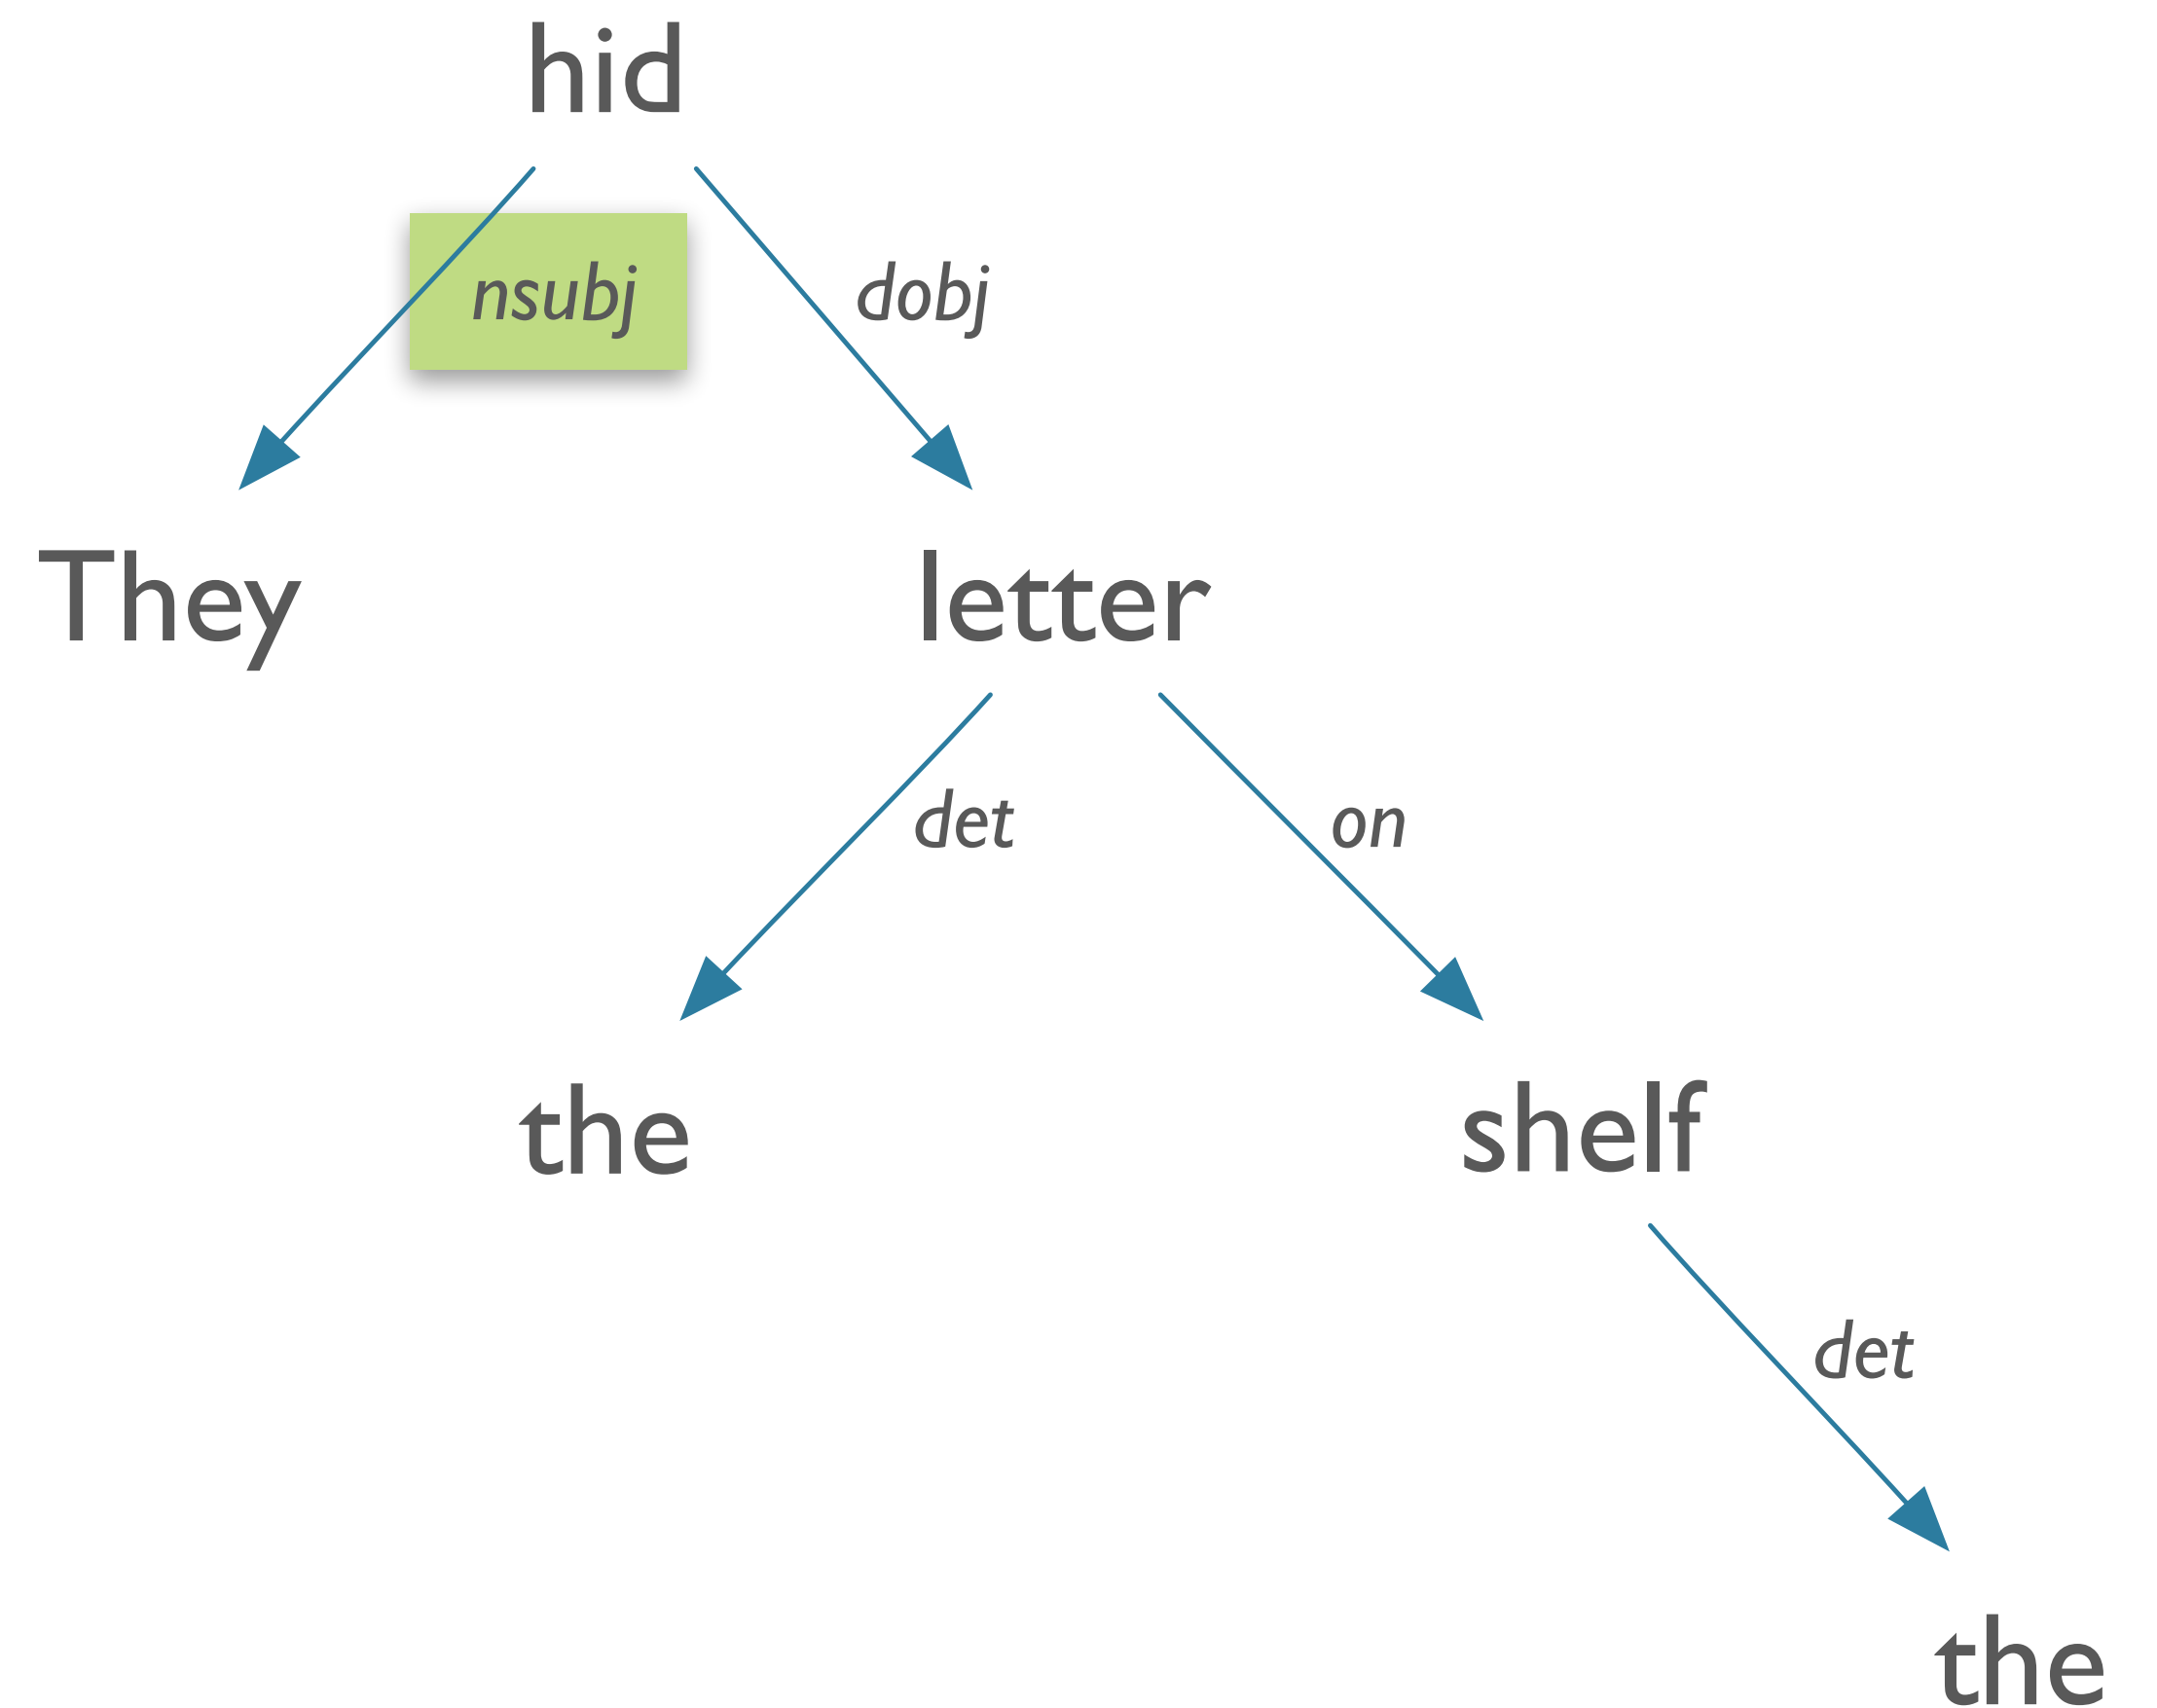 hid
nsubj
dobj
They
letter
det
on
the
shelf
det
the